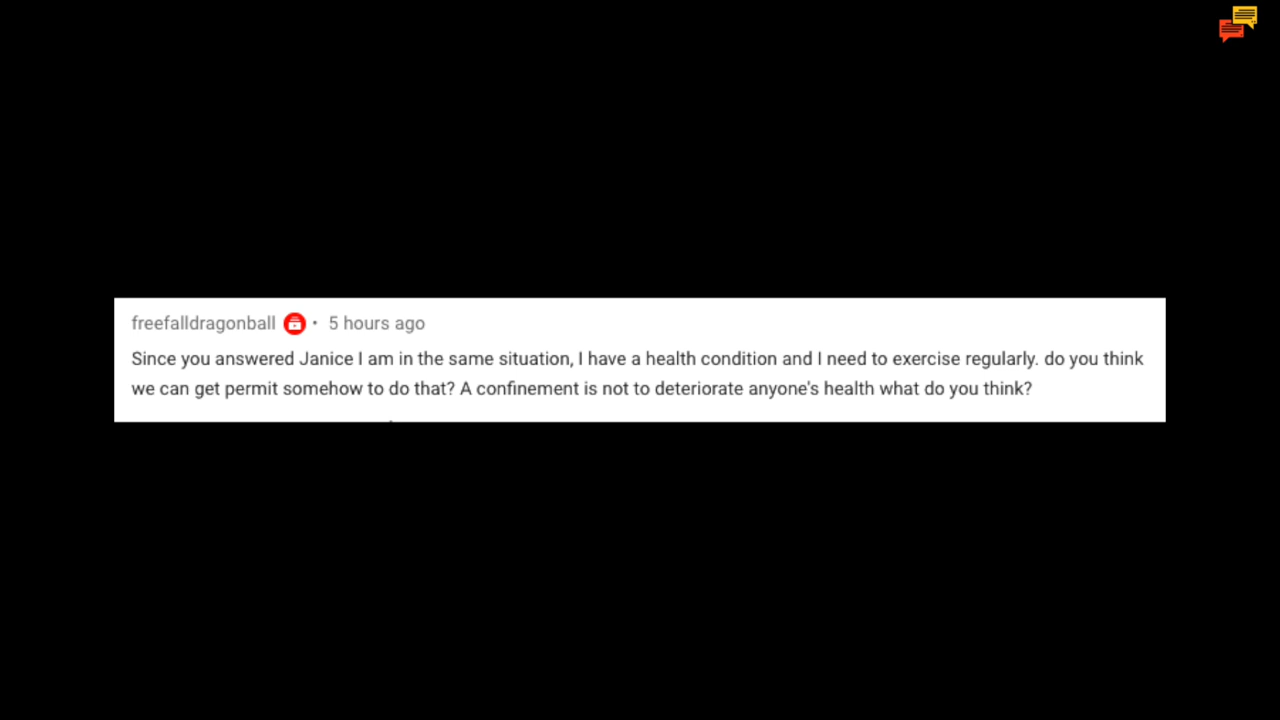 freefalldragonball • 5 hours ago
Since you answered Janice I am in the same situation, I have a health condition and I need to exercise regularly. do you think
we can get permit somehow to do that? A confinement is not to deteriorate anyone's health what do you think?